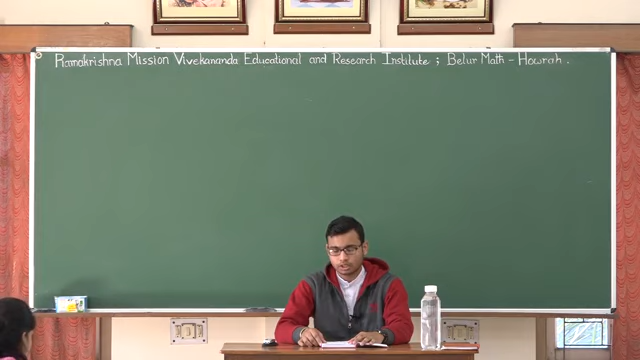 Ramakrishna Mission Vivekananda Educational and Research Institute ; Belur Math - Howrah .